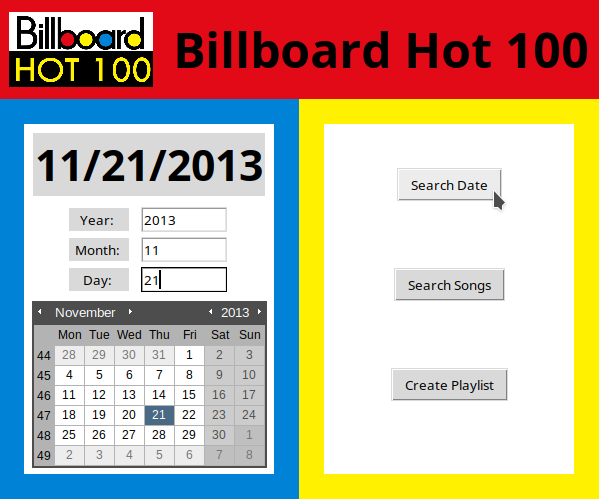 Billboard
HOT 100
Billboard Hot 100
11/21/2013
Year: 2013
Month: 11
Day: 21
November 2013
Mon Tue Wed Thu Fri Sat Sun
44 28 29 30 31 1 2 3
45 4 5 6 7 8 9 10
46 11 12 13 14 15 16 17
47 18 19 20 21 22 23 24
48 25 26 27 28 29 30 1
49 2 3 4 5 6 7 8
Search Date
Search Songs
Create Playlist